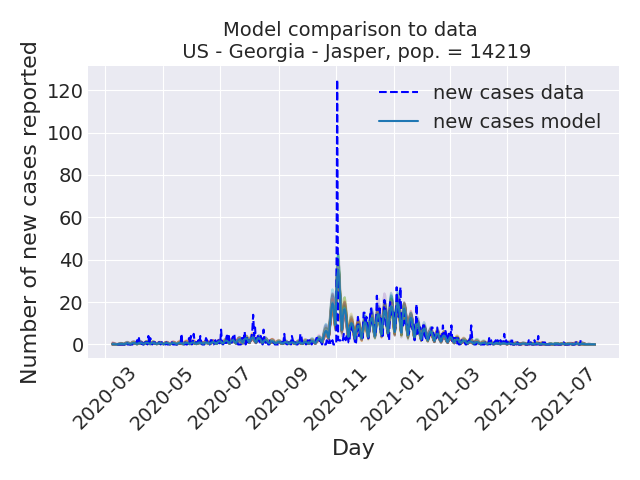 Model comparison to data
US - Georgia - Jasper, pop. = 14219
Number of new cases reported
120
100
80
60
40
20
0
new cases data
new cases model
2020-03
2020-05
2020-07
2020-09
2020-11
2021-01
2021-03
2021-05
2021-07
Day